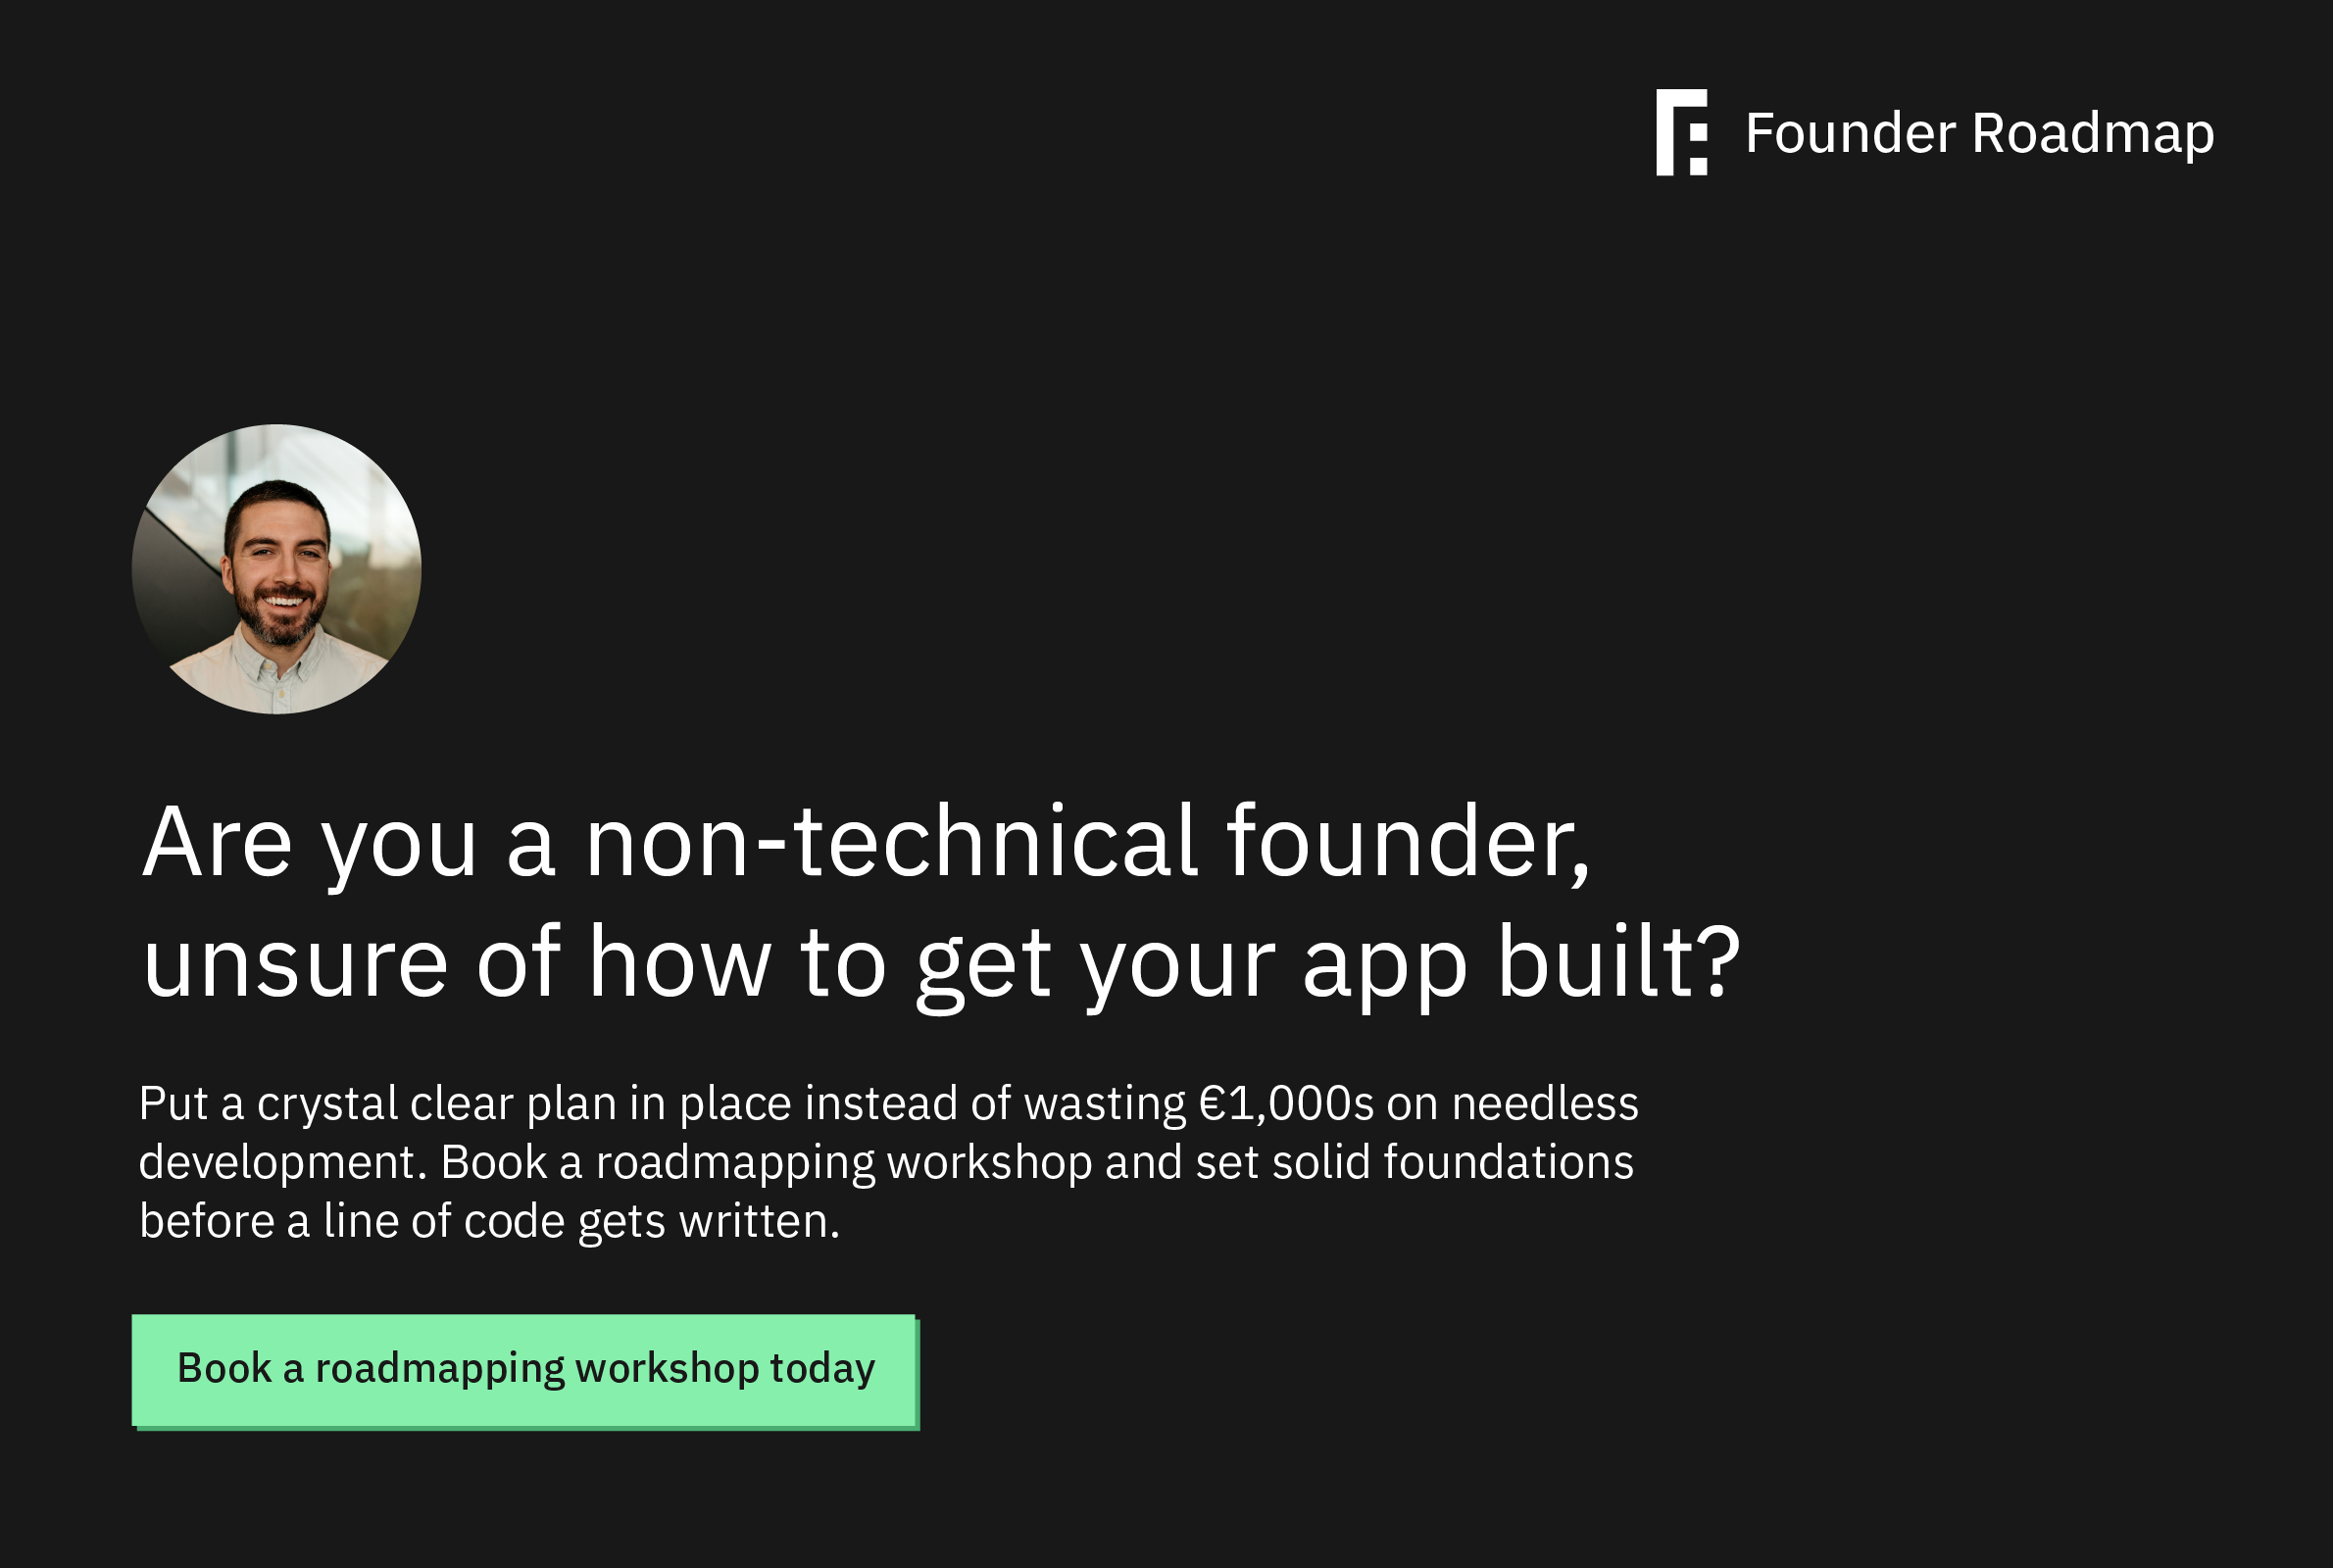 Founder Roadmap
Are you a non-technical founder,
unsure of how to get your app built?
Put a crystal clear plan in place instead of wasting €1,000s on needless
development. Book a roadmapping workshop and set solid foundations
before a line of code gets written.
Book a roadmapping workshop today